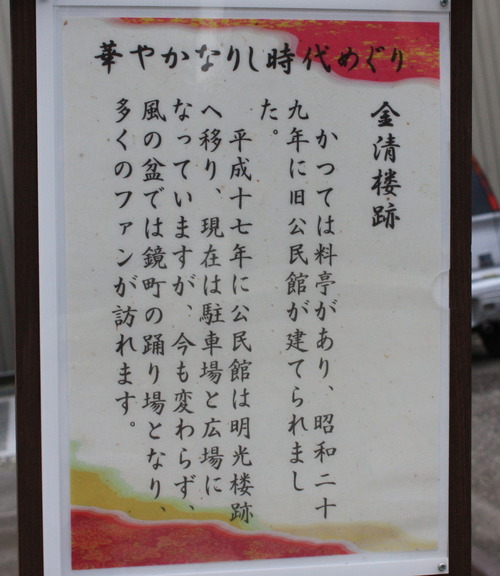 華やかなりし時代めぐり
金清楼跡
かつては料亭があり、昭和二十
九年に旧公民館が建てられまし
た。
平成十七年に公民館は明光楼跡
へ移り、現在は駐車場と広場に
なっていますが、今も変わらず、
風の盆では鏡町の踊り場となり、
多くのファンが訪れます。